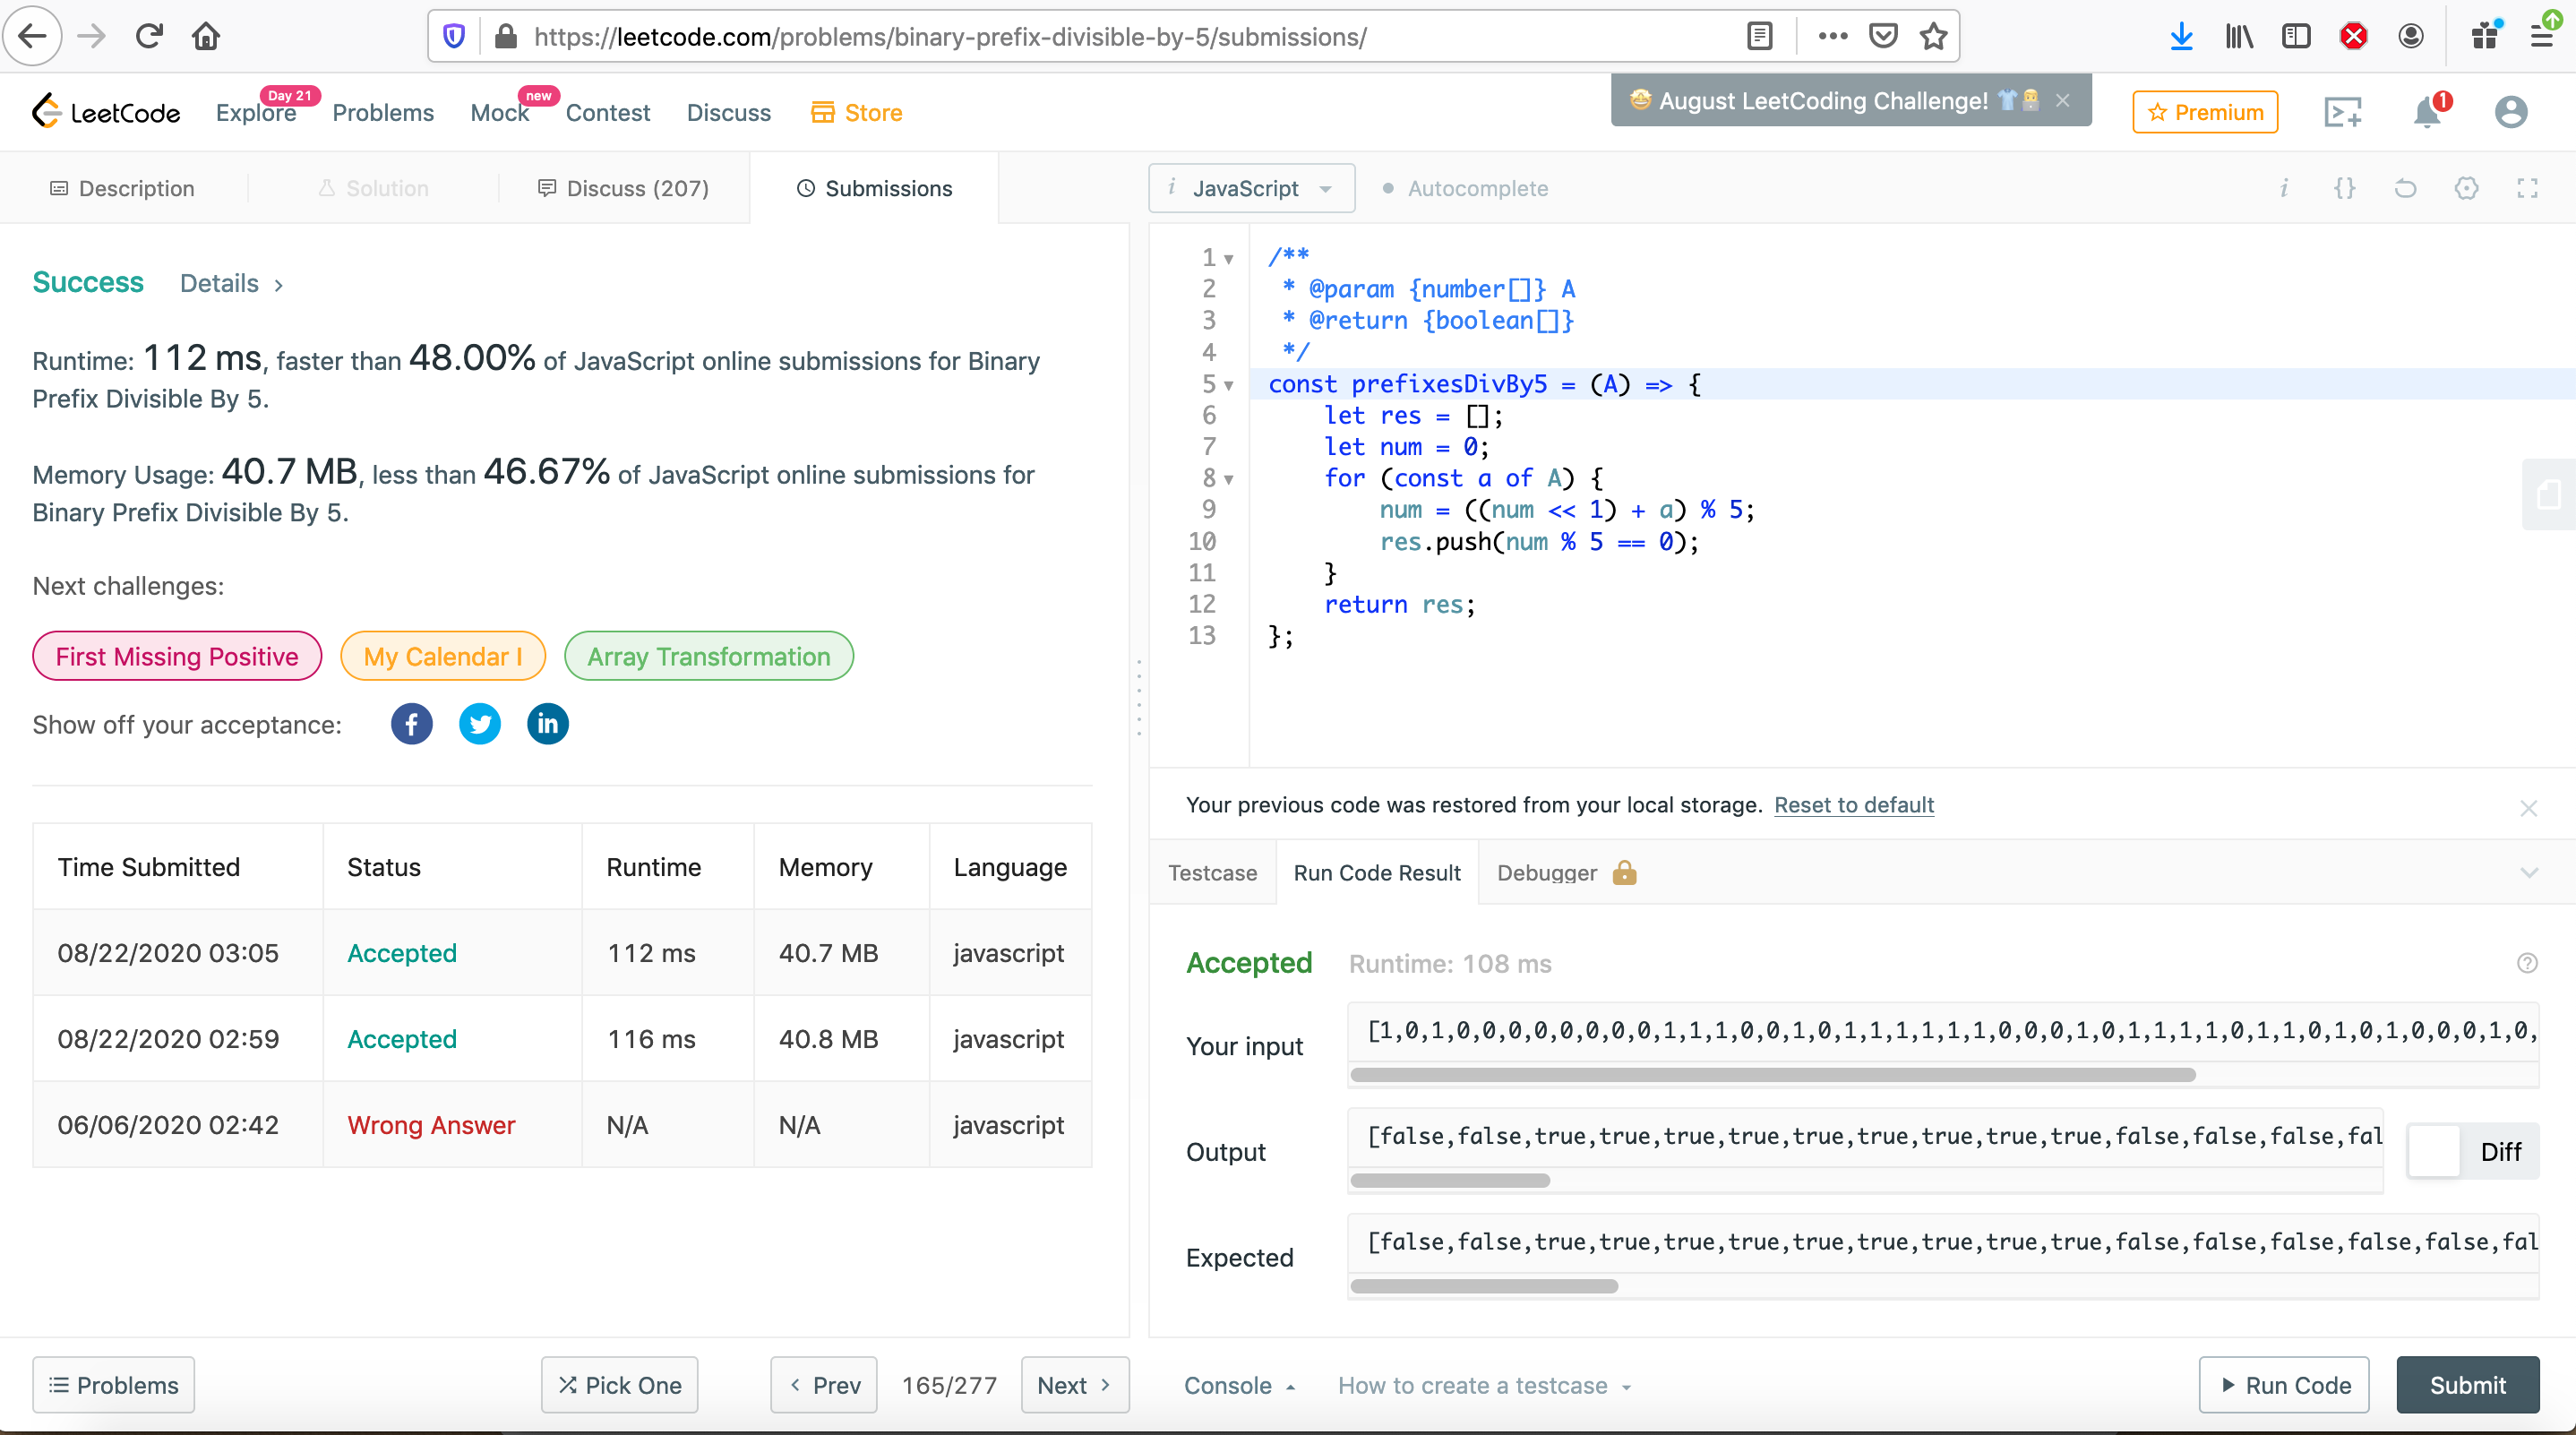 https://leetcode.com/problems/binary-prefix-divisible-by-5/submissions/
LeetCode
Explore
Day 21
Problems
Mock
new
Contest
Discuss
Store
August LeetCoding Challenge!
Premium
1
Description
Solution
Discuss (207)
Submissions
Success Details
Runtime: 112 ms, faster than 48.00% of JavaScript online submissions for Binary
Prefix Divisible By 5.
Memory Usage: 40.7 MB, less than 46.67% of JavaScript online submissions for
Binary Prefix Divisible By 5.
Next challenges:
First Missing Positive My Calendar I Array Transformation
Show off your acceptance:
Time Submitted Status Runtime Memory Language
08/22/2020 03:05 Accepted 112 ms 40.7 MB javascript
08/22/2020 02:59 Accepted 116 ms 40.8 MB javascript
06/06/2020 02:42 Wrong Answer N/A N/A javascript
Problems
Pick One
Prev
165/277
Next
i JavaScript
Autocomplete
i {}
1 /**
2 * @param {number[]} A
3 * @return {boolean[]}
4 */
5 const prefixesDivBy5 = (A) => {
6 let res = [];
7 let num = 0;
8 for (const a of A) {
9 num = ((num << 1) + a) % 5;
10 res.push(num % 5 == 0);
11 }
12 return res;
13 };
Your previous code was restored from your local storage. Reset to default
Testcase Run Code Result Debugger
Accepted Runtime: 108 ms
Your input [1,0,1,0,0,0,0,0,0,0,0,1,1,1,0,0,1,0,1,1,1,1,1,1,0,0,0,1,0,1,1,1,1,0,1,1,0,1,0,1,0,0,0,1,0,
Output [false,false,true,true,true,true,true,true,true,true,true,false,false,false,fal
Diff
Expected [false,false,true,true,true,true,true,true,true,true,true,false,false,false,false,false,fal
Console
How to create a testcase
Run Code
Submit